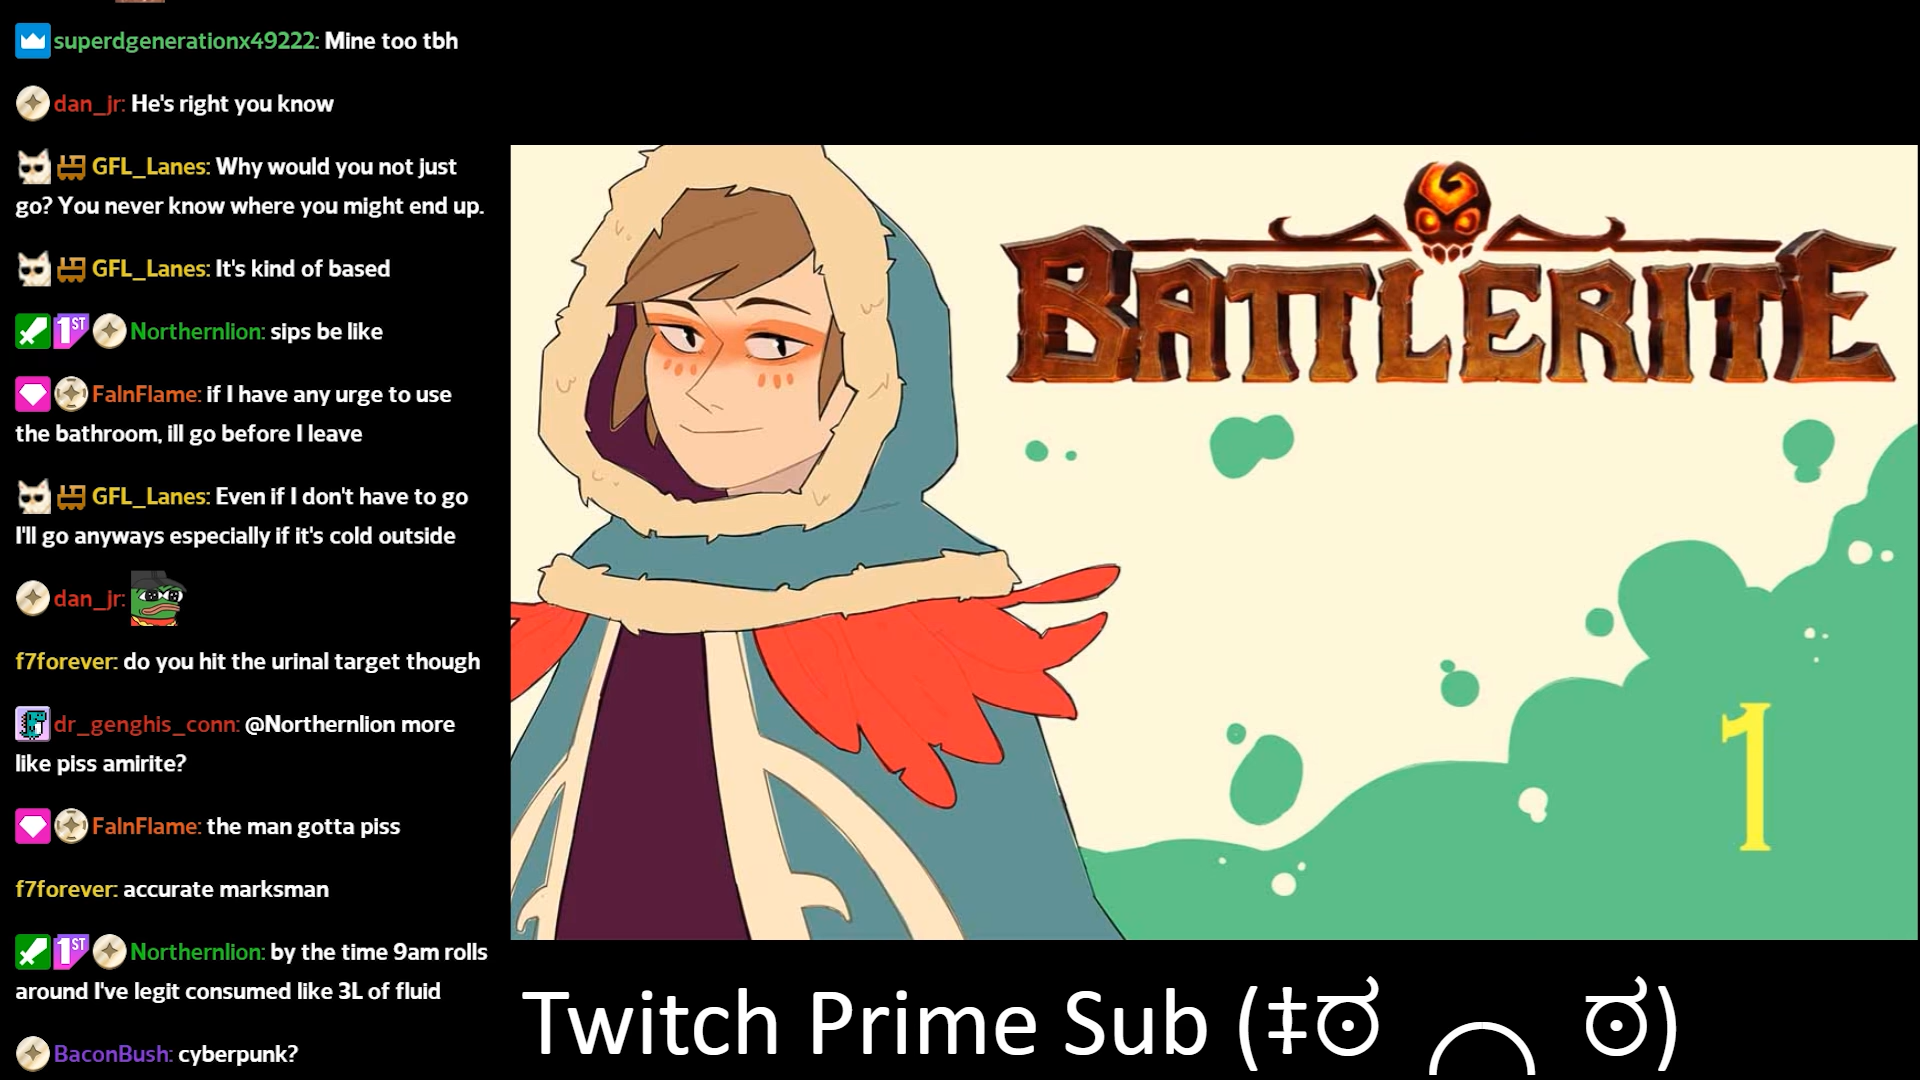 superdgenerationx49222: Mine too tbh
dan_jr: He's right you know
GFL_Lanes: Why would you not just
go? You never know where you might end up.
GFL_Lanes: It's kind of based
1ST Northernlion: sips be like
FalnFlame: if I have any urge to use
the bathroom, ill go before I leave
GFL_Lanes: Even if I don't have to go
I'll go anyways especially if it's cold outside
dan_jr:
f7forever: do you hit the urinal target though
dr_genghis_conn: @Northernlion more
like piss amirite?
FalnFlame: the man gotta piss
f7forever: accurate marksman
1ST Northernlion: by the time 9am rolls
around I've legit consumed like 3L of fluid
BaconBush: cyberpunk?
BATTLERITE
1
Twitch Prime Sub (‡ಠ ╭╮ ಠ)